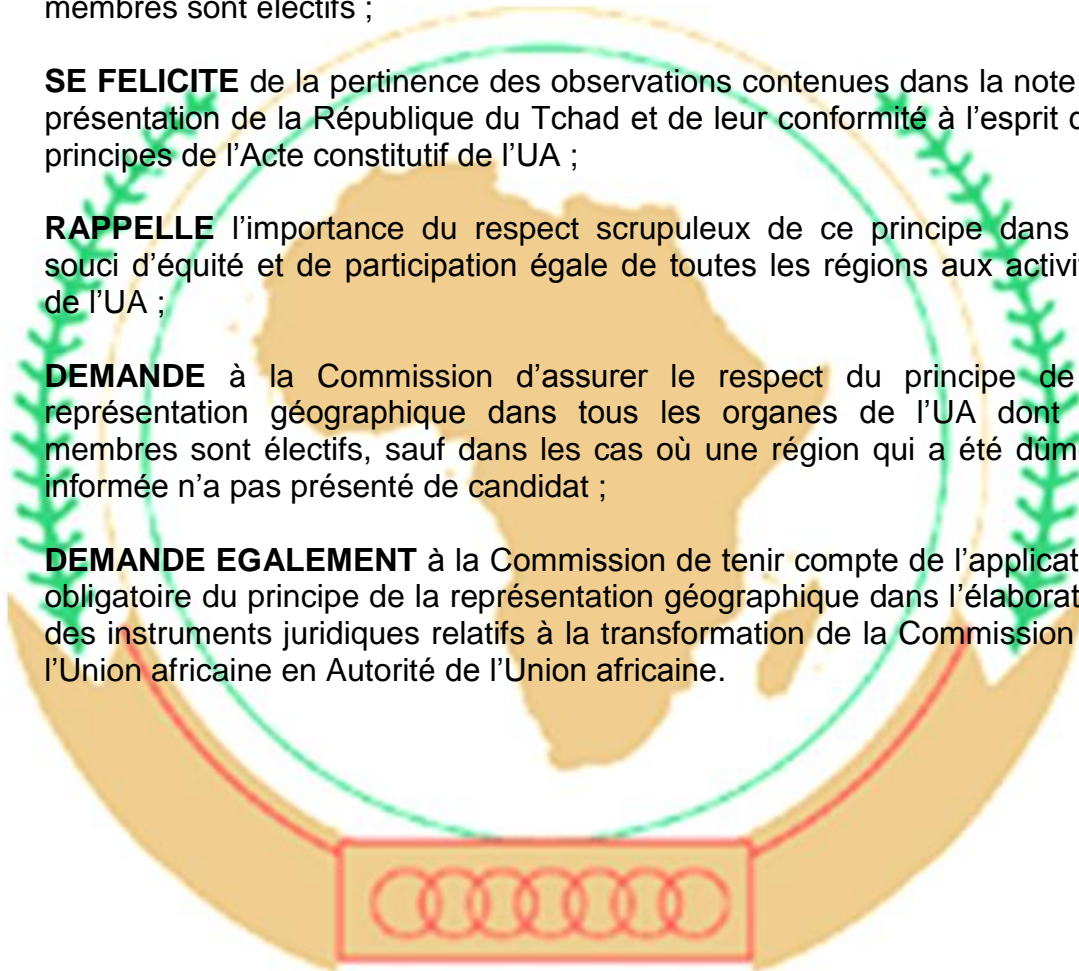 membres sont électifs ;
SE FELICITE de la pertinence des observations contenues dans la note
présentation de la République du Tchad et de leur conformité à l’esprit
principes de l’Acte constitutif de l’UA ;
RAPPELLE l’importance du respect scrupuleux de ce principe dans
souci d’équité et de participation égale de toutes les régions aux
de l’UA ;
DEMANDE à la Commission d’assurer le respect du principe de
représentation géographique dans tous les organes de l’UA dont
membres sont électifs, sauf dans les cas où une région qui a été
informée n’a pas présenté de candidat ;
DEMANDE EGALEMENT à la Commission de tenir compte de
obligatoire du principe de la représentation géographique dans
des instruments juridiques relatifs à la transformation de la Commission
l’Union africaine en Autorité de l’Union africaine.